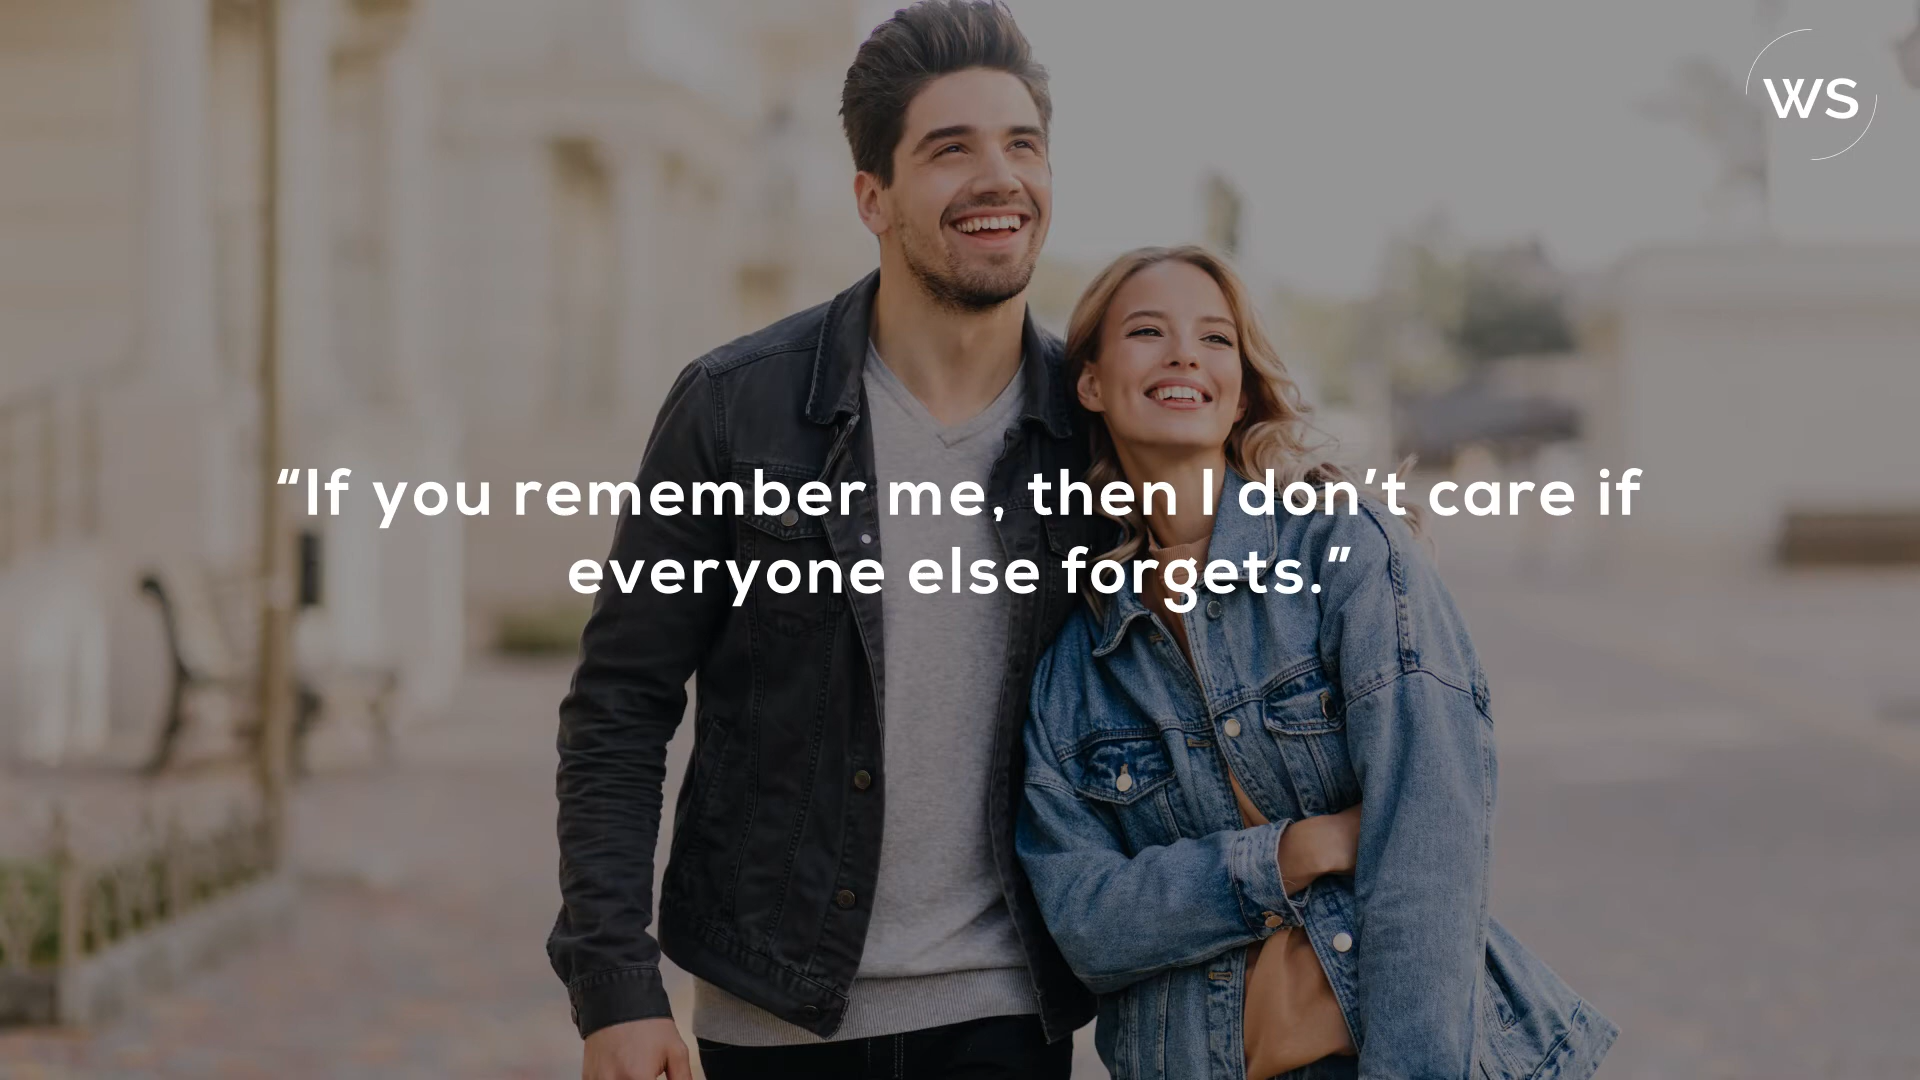 WS
“If you remember me, then I don’t care if
everyone else forgets.”